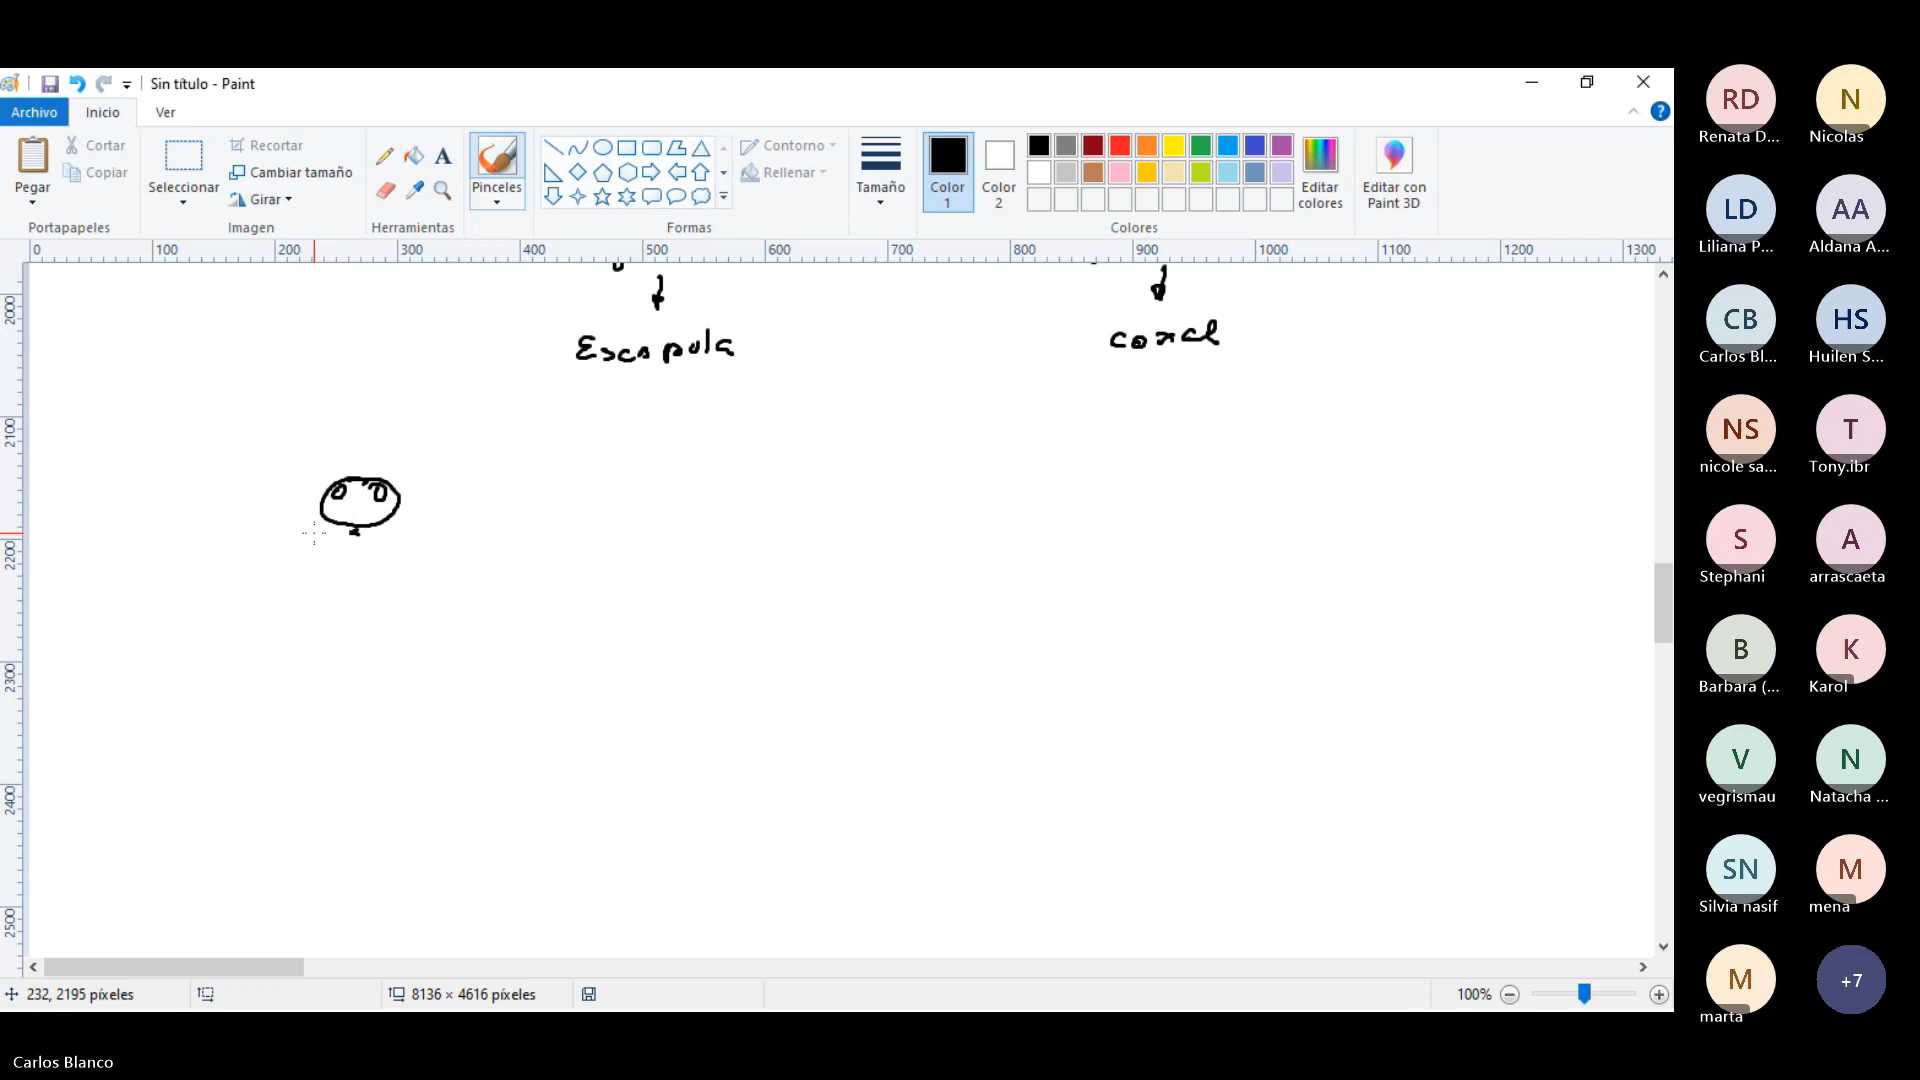 Sin título - Paint
Archivo Inicio Ver
Pegar
Cortar
Copiar
Portapapeles
Seleccionar
Recortar
Cambiar tamaño
Girar
Imagen
Herramientas
Pinceles
Formas
Contorno
Rellenar
Tamaño
Color 1
Color 2
Editar colores
Colores
Editar con Paint 3D
0 100 200 300 400 500 600 700 800 900 1000 1100 1200 1300
2000
2100
2200
2300
2400
2500
Escapula
coxal
232, 2195 píxeles
8136 × 4616 píxeles
100%
RD
Renata D...
N
Nicolas
LD
Liliana P...
AA
Aldana A...
CB
Carlos Bl...
HS
Huilen S...
NS
nicole sa...
T
Tony.ibr
S
Stephani
A
arrascaeta
B
Barbara (...
K
Karol
V
vegrismau
N
Natacha ...
SN
Silvia nasif
M
mena
M
marta
+7
Carlos Blanco